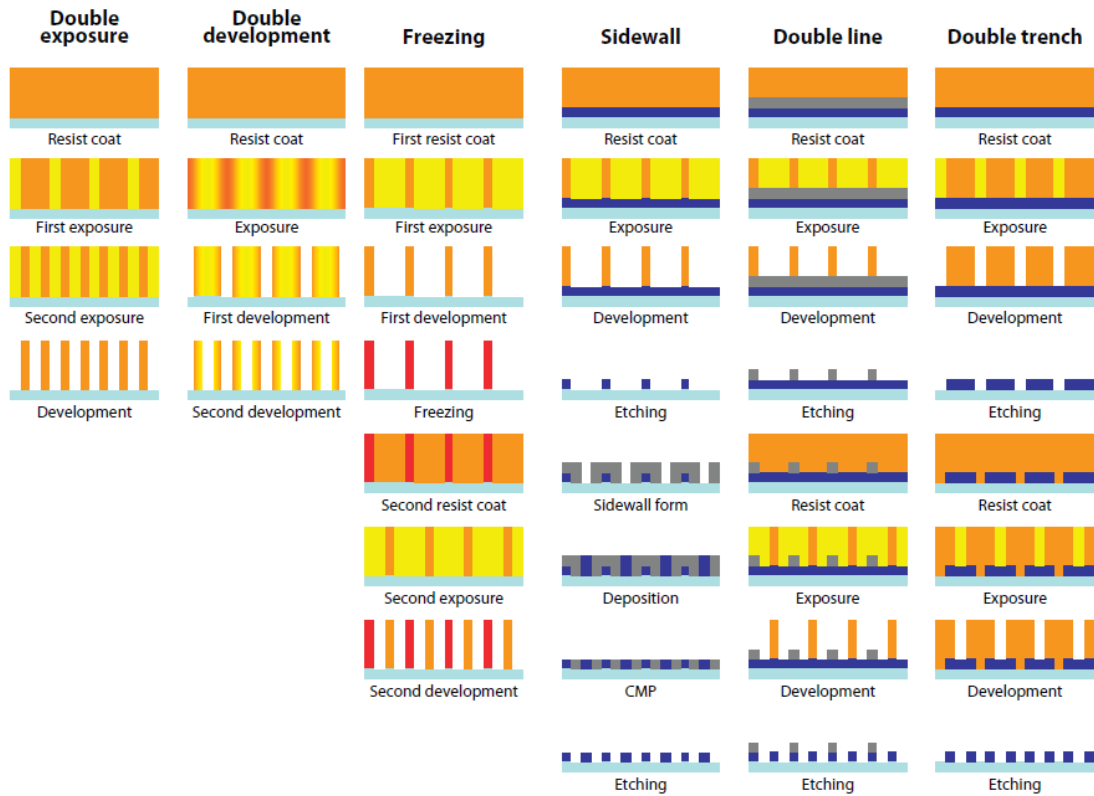 Double exposure
Double development
Freezing
Sidewall
Double line
Double trench
Resist coat
Resist coat
First resist coat
Resist coat
Resist coat
Resist coat
First exposure
Exposure
First exposure
Exposure
Exposure
Exposure
Second exposure
First development
First development
Development
Development
Development
Development
Second development
Freezing
Etching
Etching
Etching
Second resist coat
Sidewall form
Resist coat
Resist coat
Second exposure
Deposition
Exposure
Exposure
Second development
CMP
Development
Development
Etching
Etching
Etching